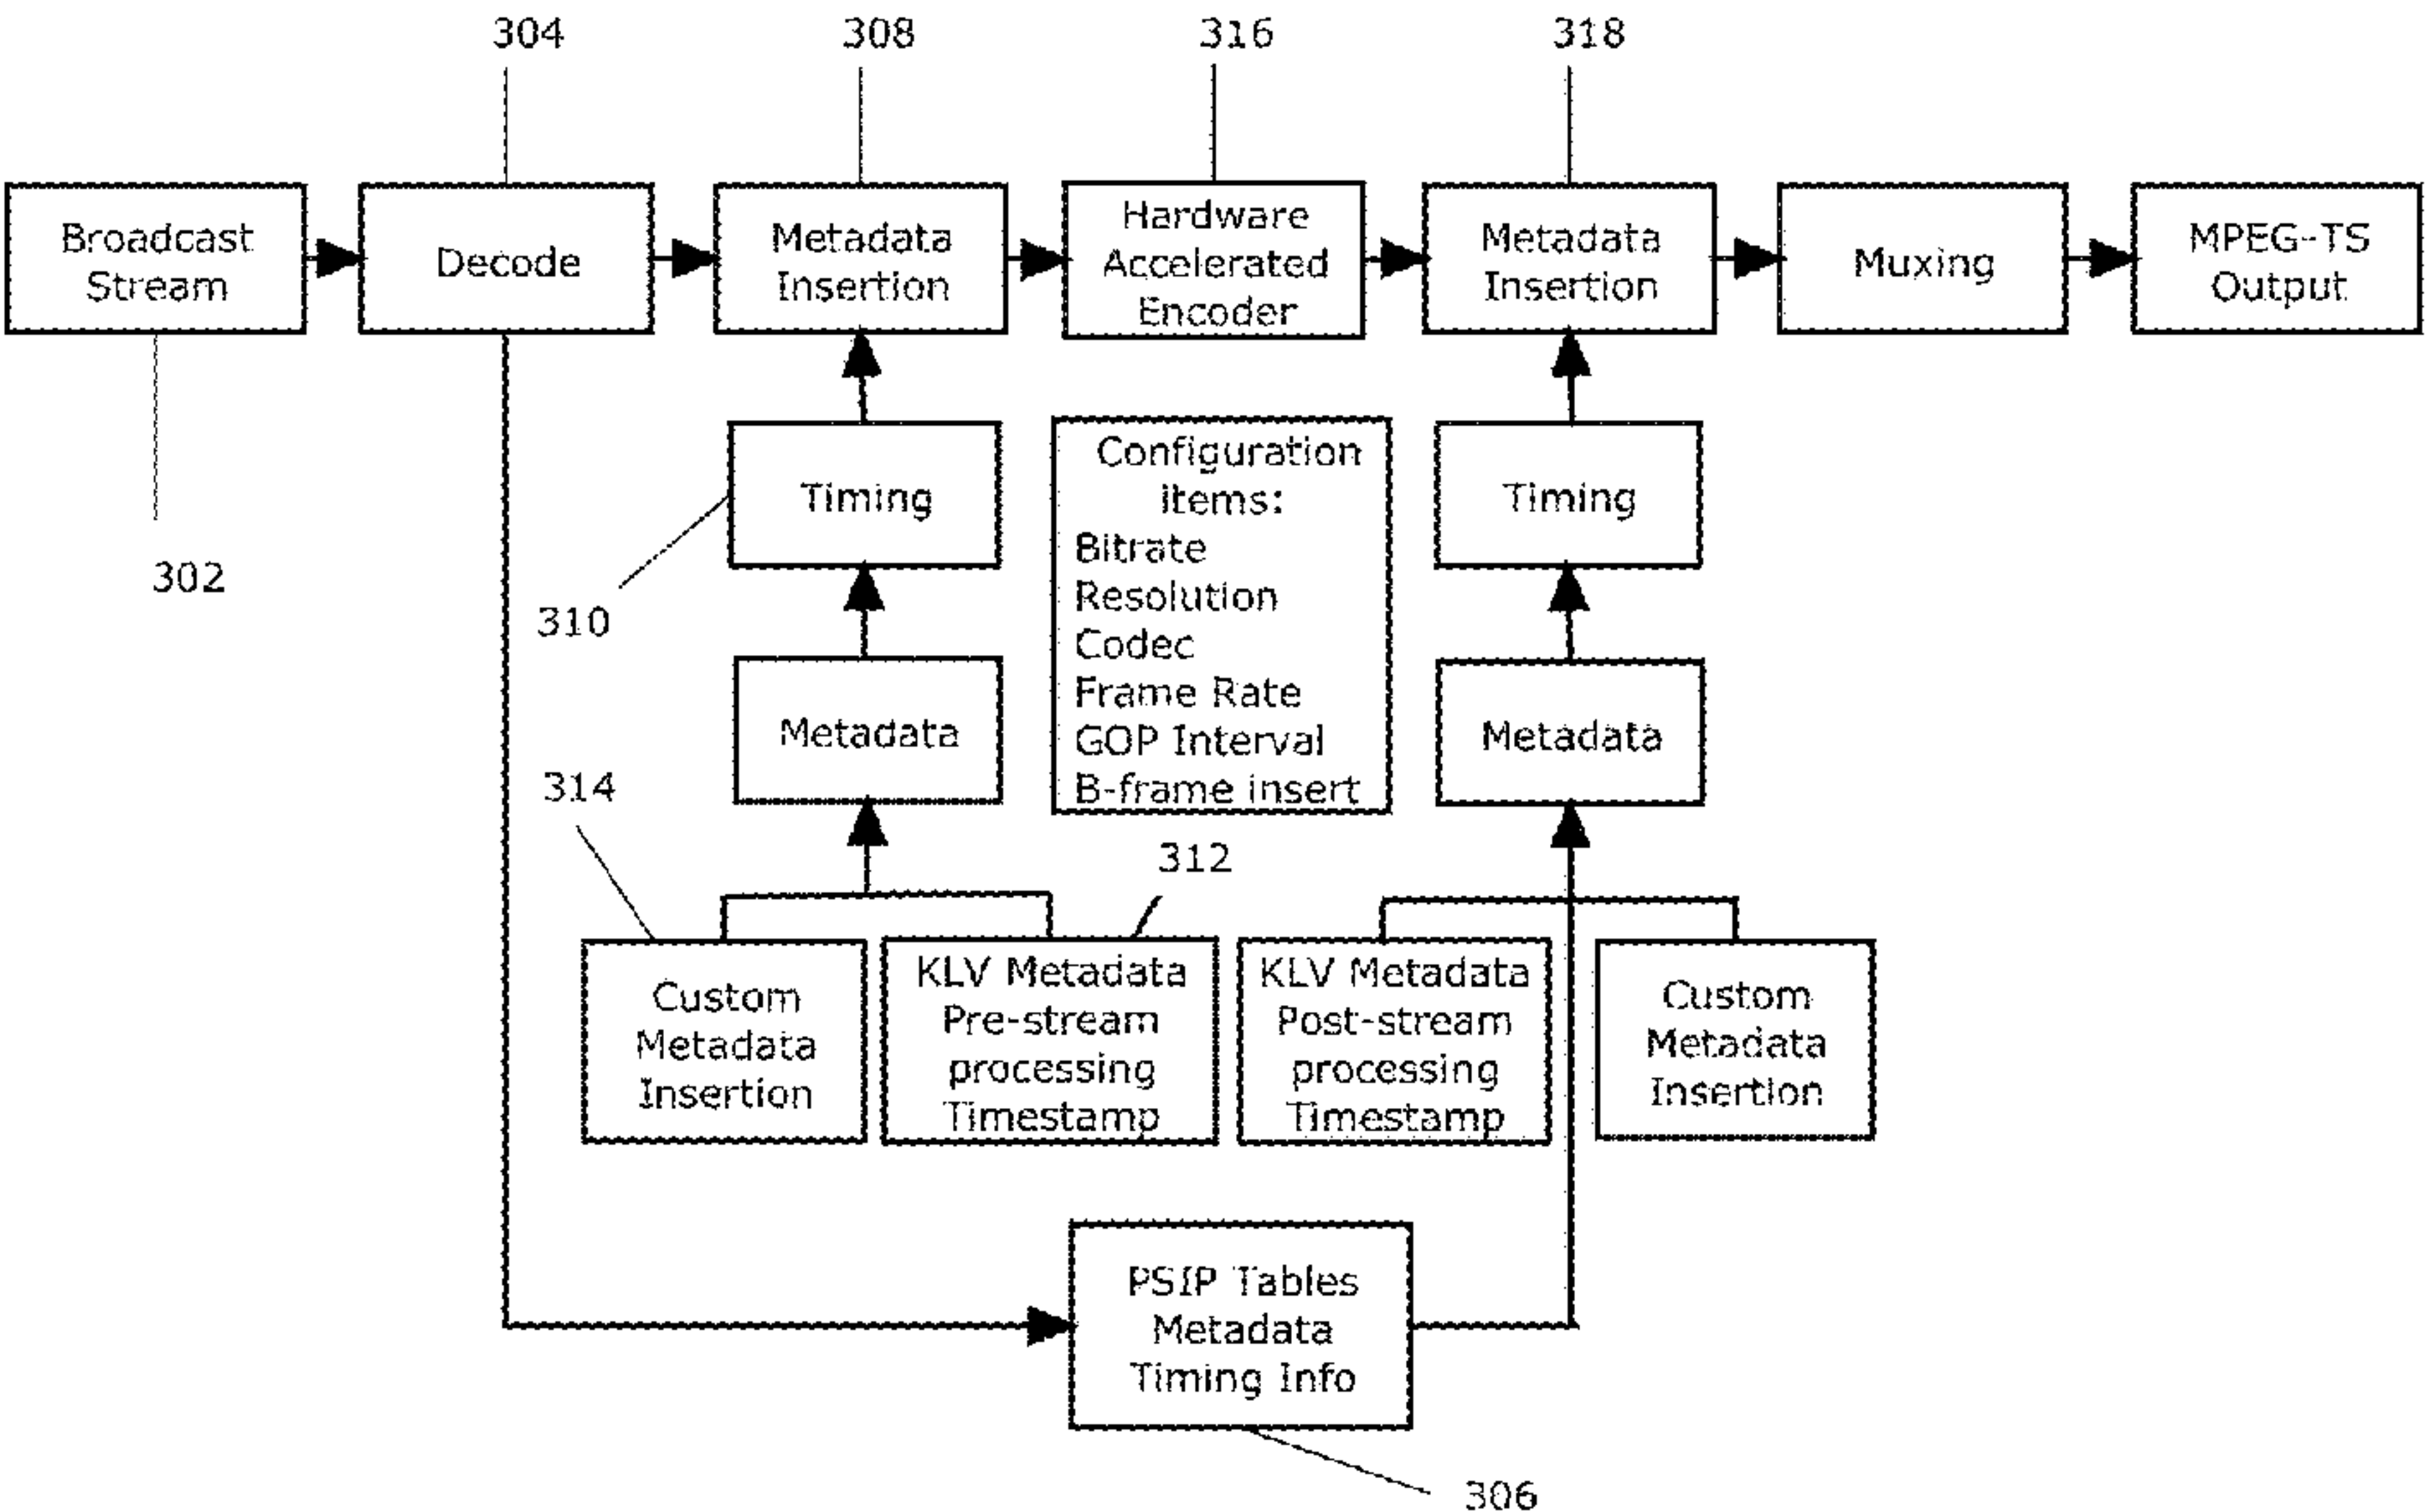 304
308
316
318
Broadcast
Stream
Decode
Metadata
Insertion
Hardware
Accelerated
Encoder
Metadata
Insertion
Muxing
MPEG-TS
Output
302
310
Timing
Configuration
items:
Bitrate
Resolution
Codec
Frame Rate
GOP Interval
B-frame insert
Timing
Metadata
Metadata
314
312
Custom
Metadata
Insertion
KLV Metadata
Pre-stream
processing
Timestamp
KLV Metadata
Post-stream
processing
Timestamp
Custom
Metadata
Insertion
PSIP Tables
Metadata
Timing Info
306